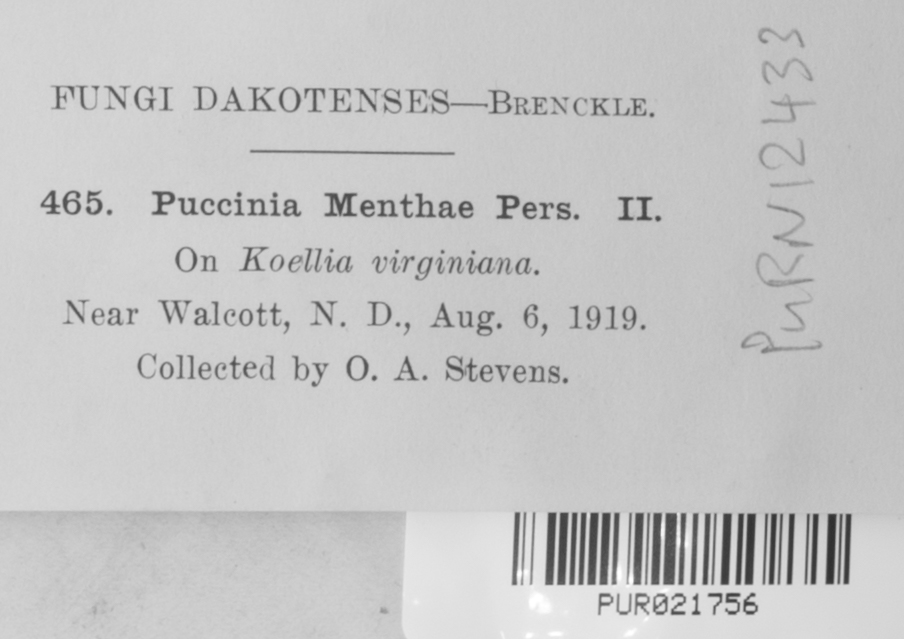 FUNGI DAKOTENSES—BRENCKLE.
465. Puccinia Menthae Pers. II.
On Koellia virginiana.
Near Walcott, N. D., Aug. 6, 1919.
Collected by O. A. Stevens.
PURN12433
PUR021756